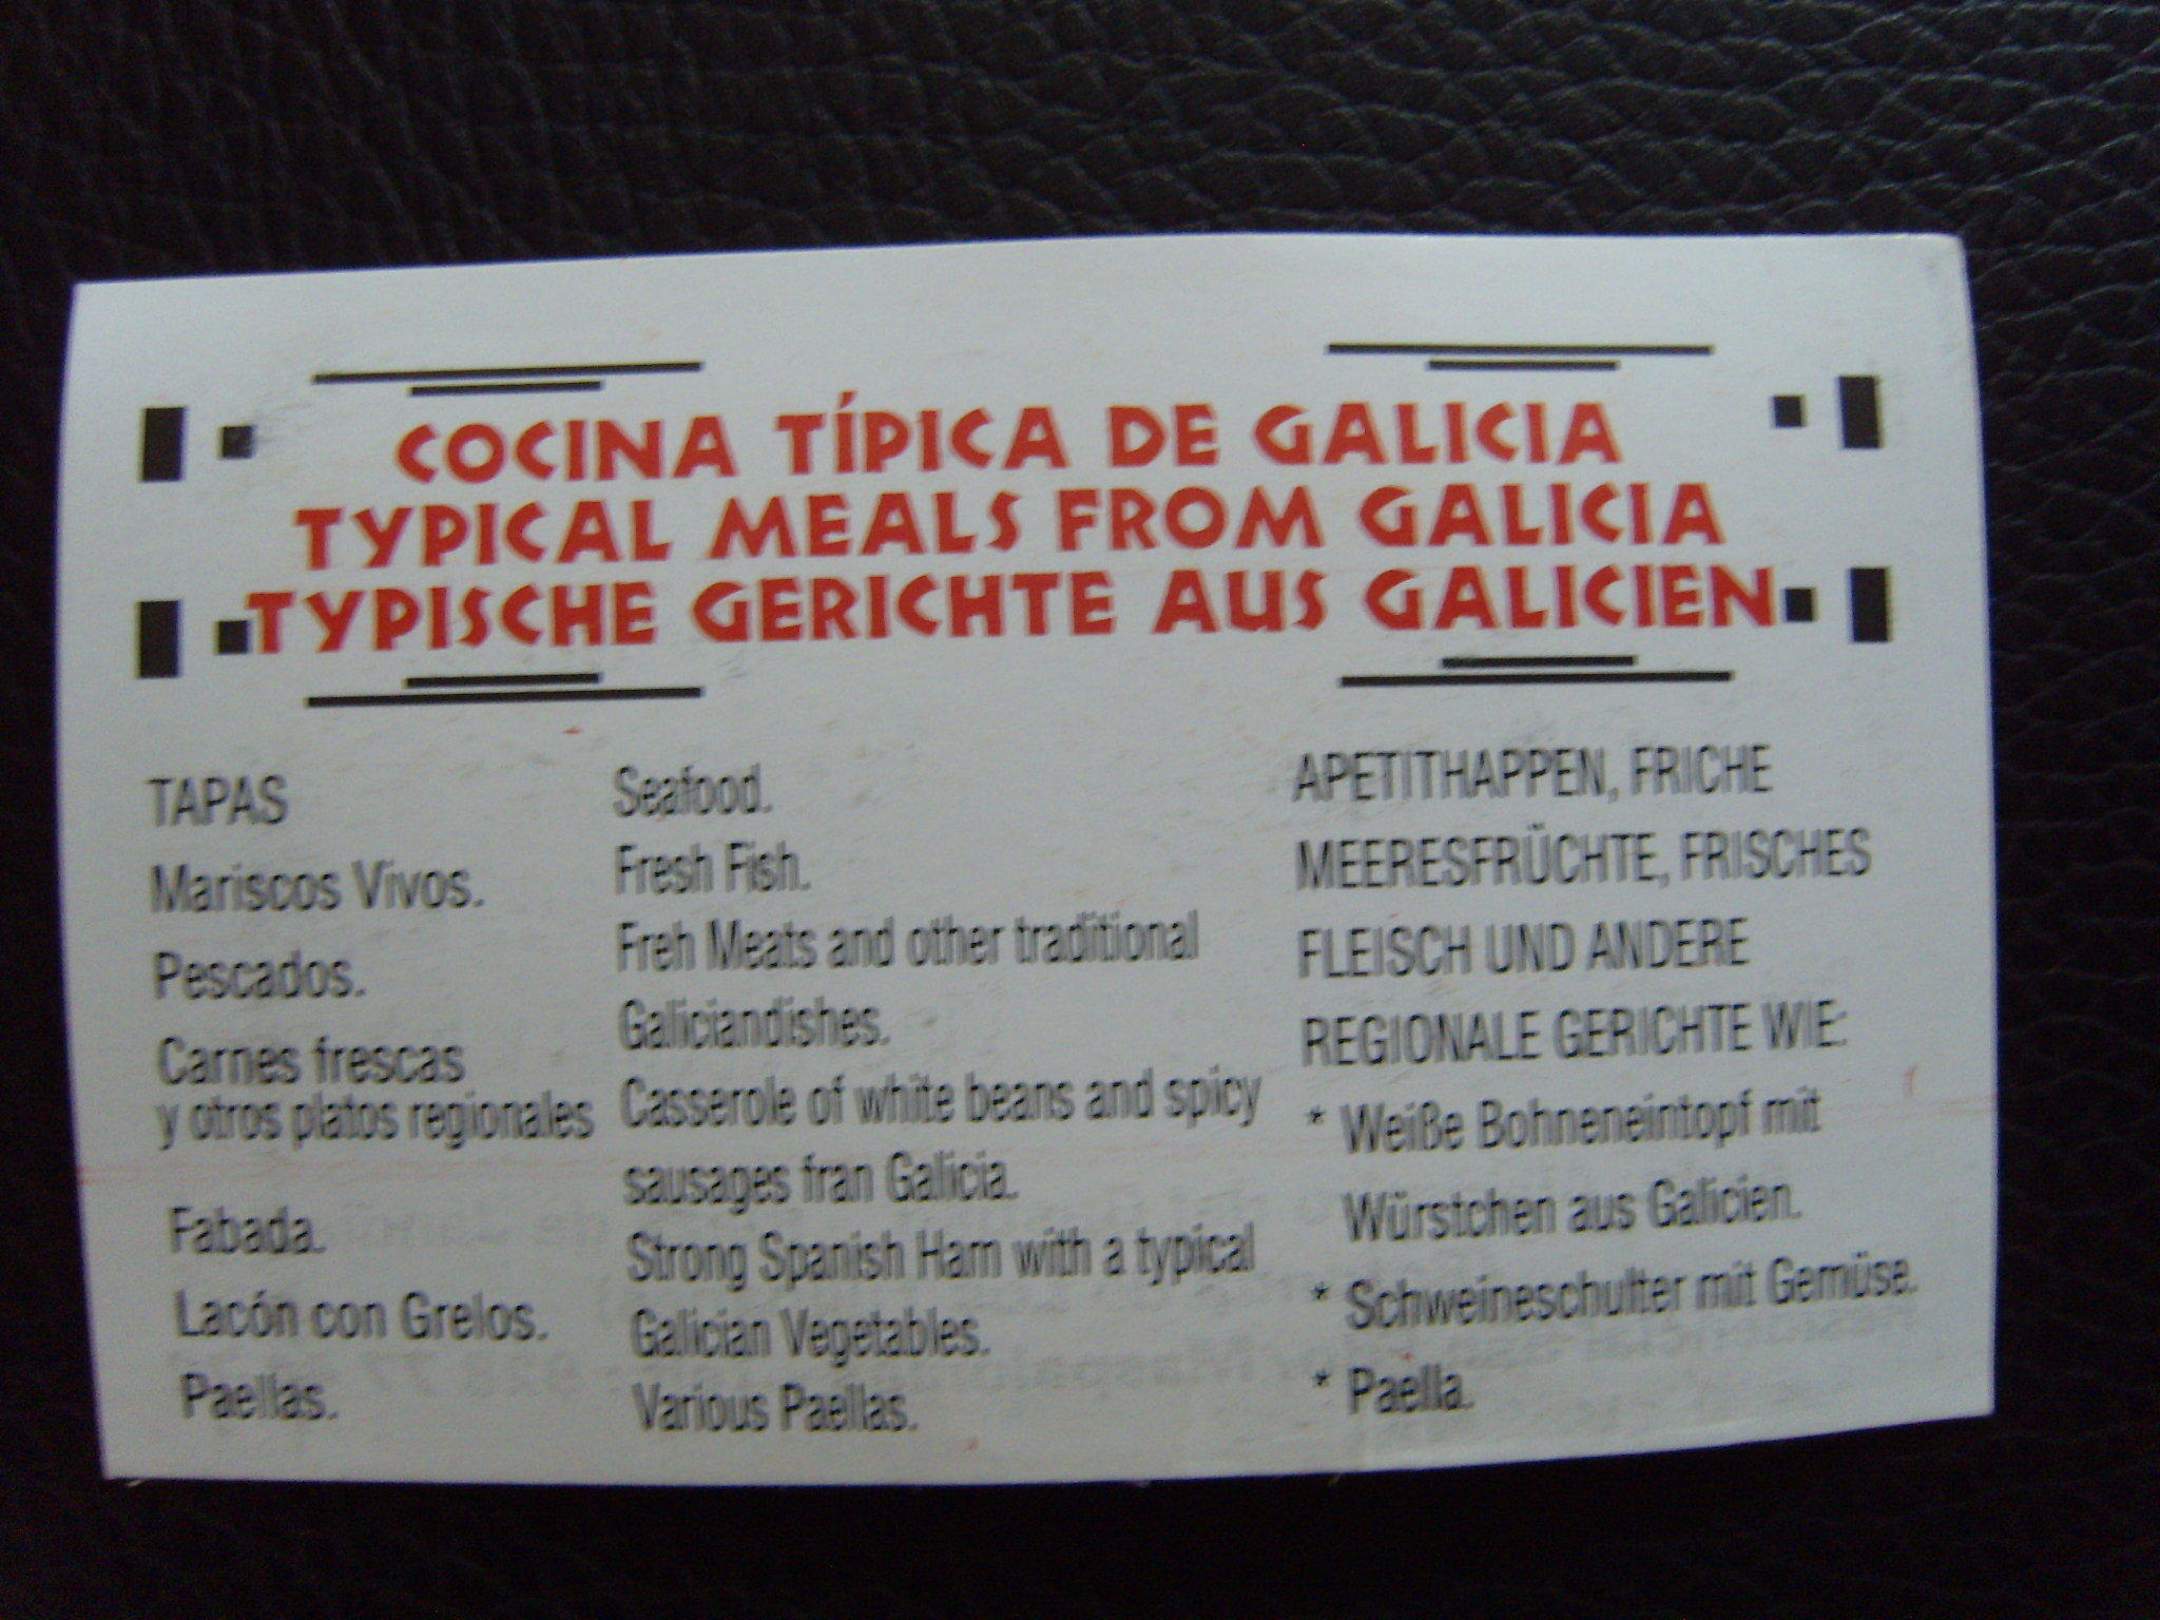 COCINA TÍPICA DE GALICIA
TYPICAL MEALS FROM GALICIA
TYPISCHE GERICHTE AUS GALICIEN
TAPAS
Mariscos Vivos.
Pescados.
Carnes frescas
y otros platos regionales
Fabada.
Lacón con Grelos.
Paellas.
Seafood.
Fresh Fish.
Freh Meats and other traditional
Galiciandishes.
Casserole of white beans and spicy
sausages fran Galicia.
Strong Spanish Ham with a typical
Galician Vegetables.
Various Paellas.
APETITHAPPEN, FRICHE
MEERESFRÜCHTE, FRISCHES
FLEISCH UND ANDERE
REGIONALE GERICHTE WIE:
* Weiße Bohneneintopf mit
Würstchen aus Galicien.
* Schweineschulter mit Gemüse.
* Paella.